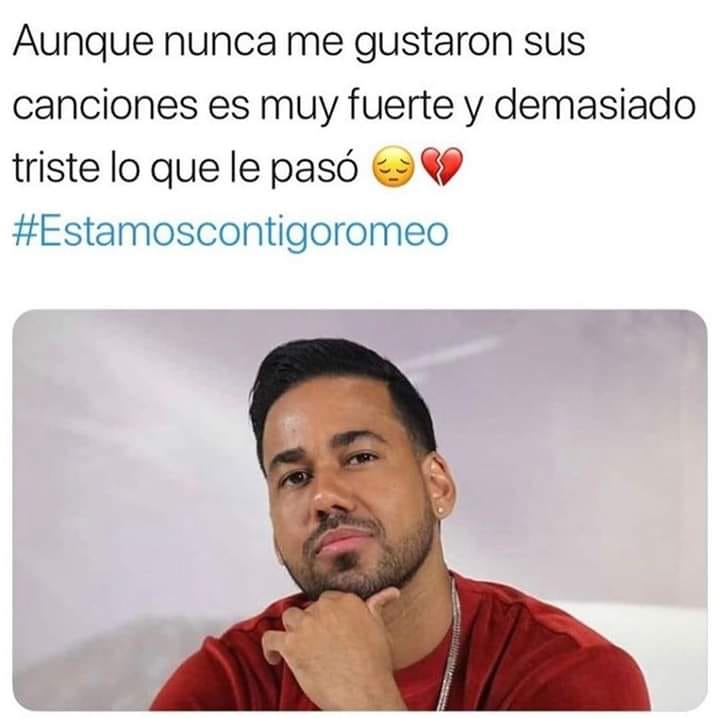 Aunque nunca me gustaron sus
canciones es muy fuerte y demasiado
triste lo que le pasó 😔💔
#Estamoscontigoromeo